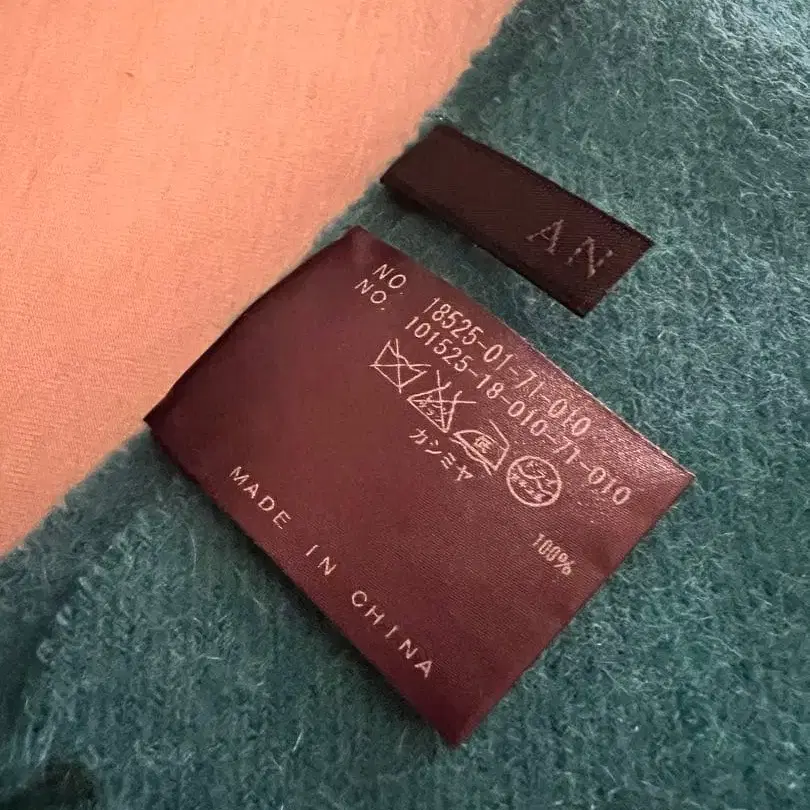 AN
NO. 18525-01-71-010
NO. 101525-18-010-71-010
カシミヤ
100%
MADE IN CHINA